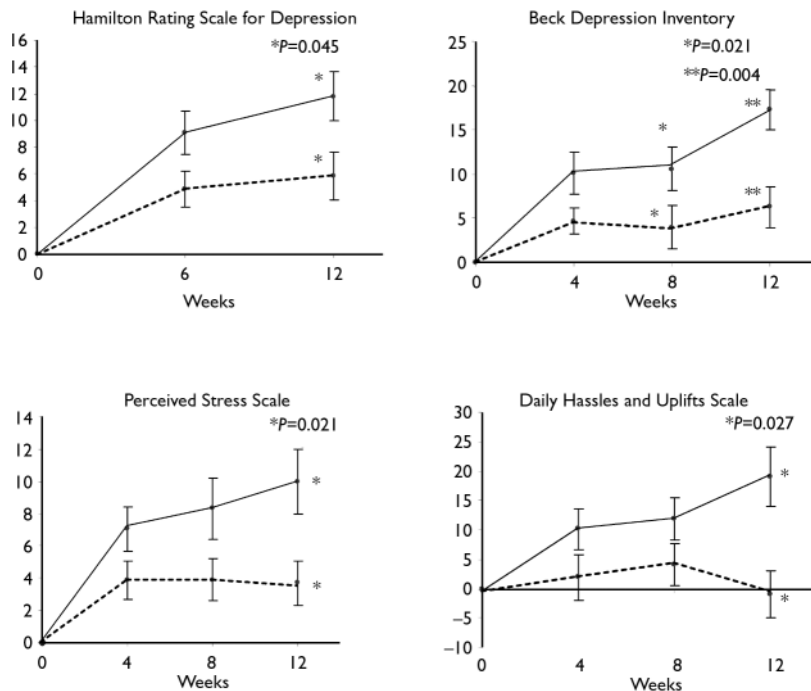 Hamilton Rating Scale for Depression
16
14
12
10
8
6
4
2
0
*P=0.045
*
*
0 6 12
Weeks
Beck Depression Inventory
25
20
15
10
5
0
*P=0.021
**P=0.004
**
*
**
*
0 4 8 12
Weeks
Perceived Stress Scale
14
12
10
8
6
4
2
0
*P=0.021
*
*
0 4 8 12
Weeks
Daily Hassles and Uplifts Scale
30
25
20
15
10
5
0
–5
–10
*P=0.027
*
*
0 4 8 12
Weeks